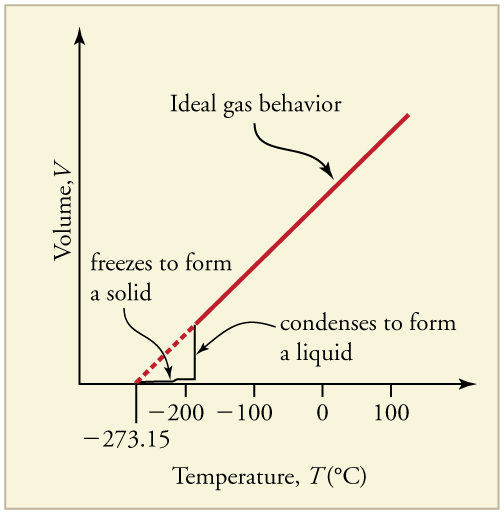 Ideal gas behavior
Volume, V
freezes to form
a solid
condenses to form
a liquid
−200 −100 0 100
−273.15
Temperature, T(°C)